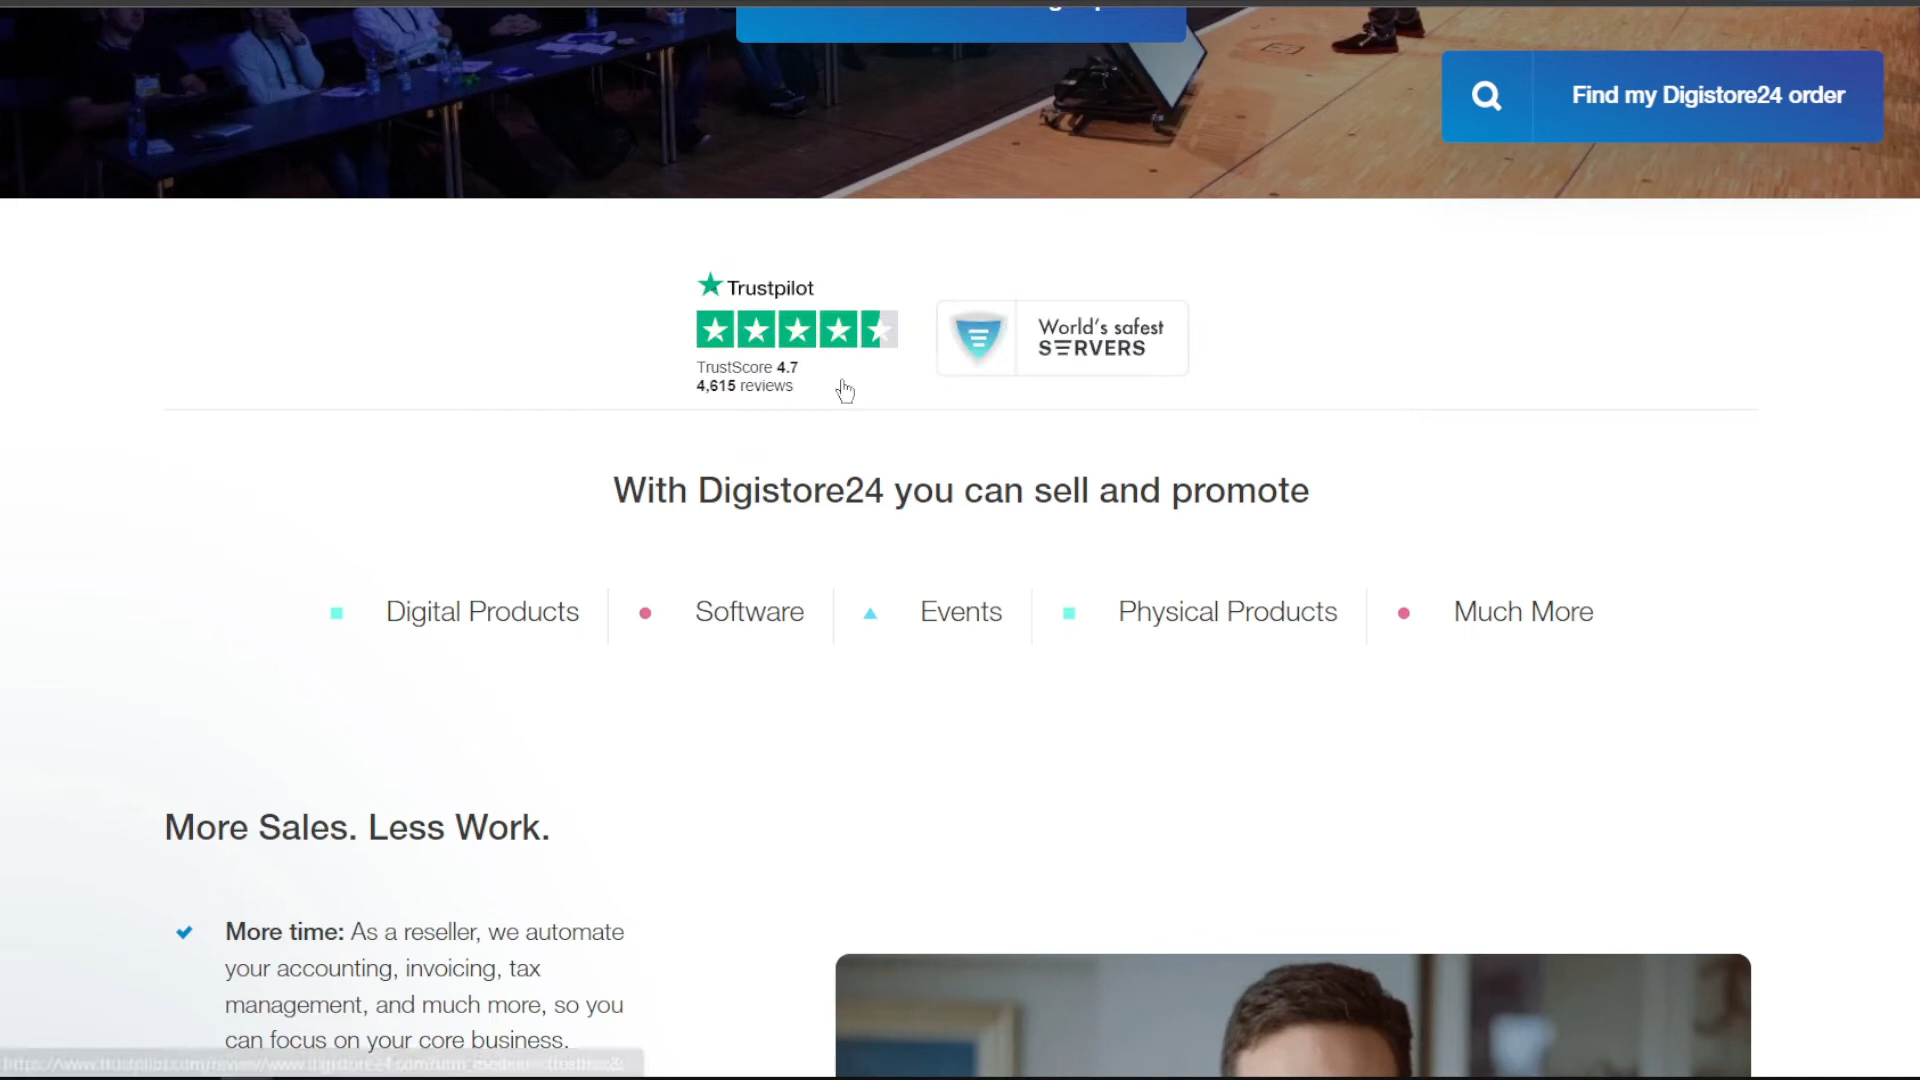 Find my Digistore24 order
Trustpilot
TrustScore 4.7
4,615 reviews
World's safest
SERVERS
With Digistore24 you can sell and promote
Digital Products
Software
Events
Physical Products
Much More
More Sales. Less Work.
More time: As a reseller, we automate
your accounting, invoicing, tax
management, and much more, so you
can focus on your core business.